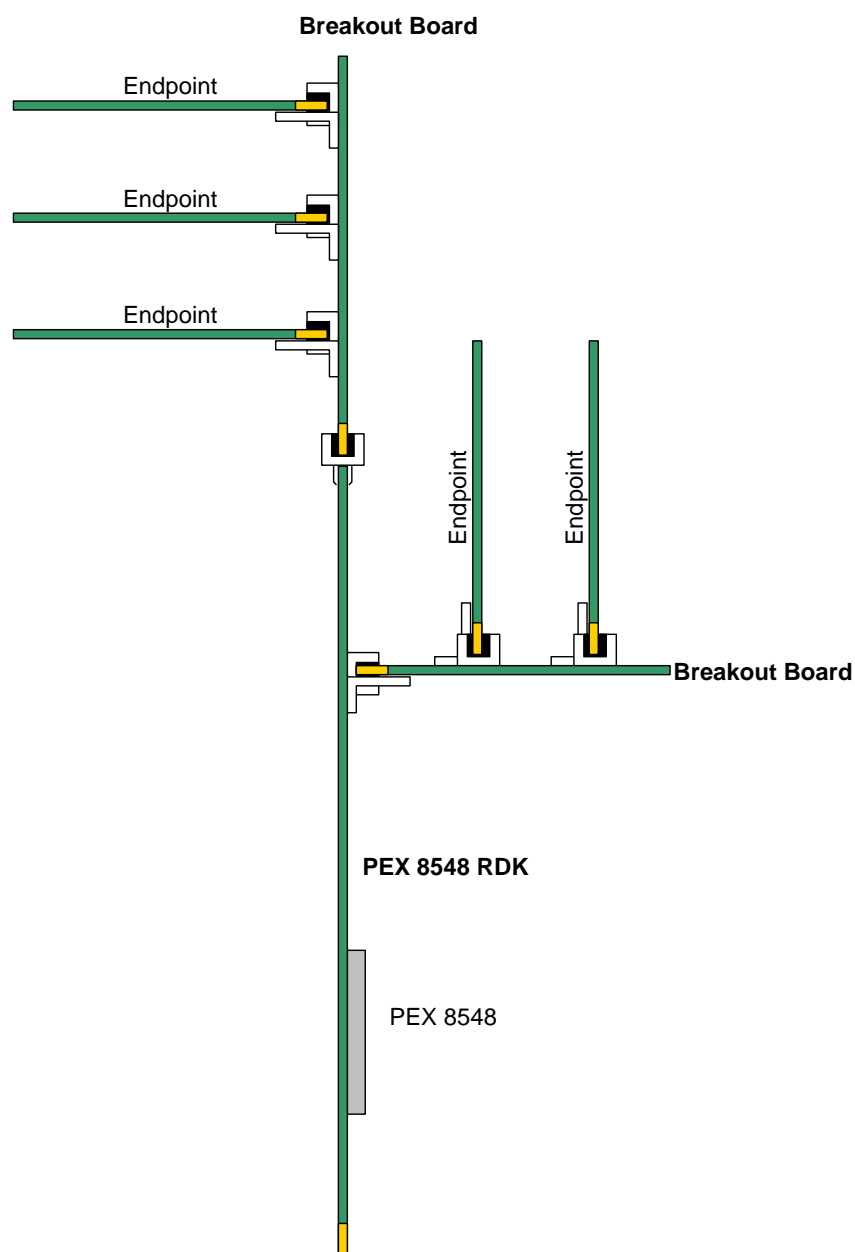 Breakout Board
Endpoint
Endpoint
Endpoint
Endpoint
Endpoint
Breakout Board
PEX 8548 RDK
PEX 8548